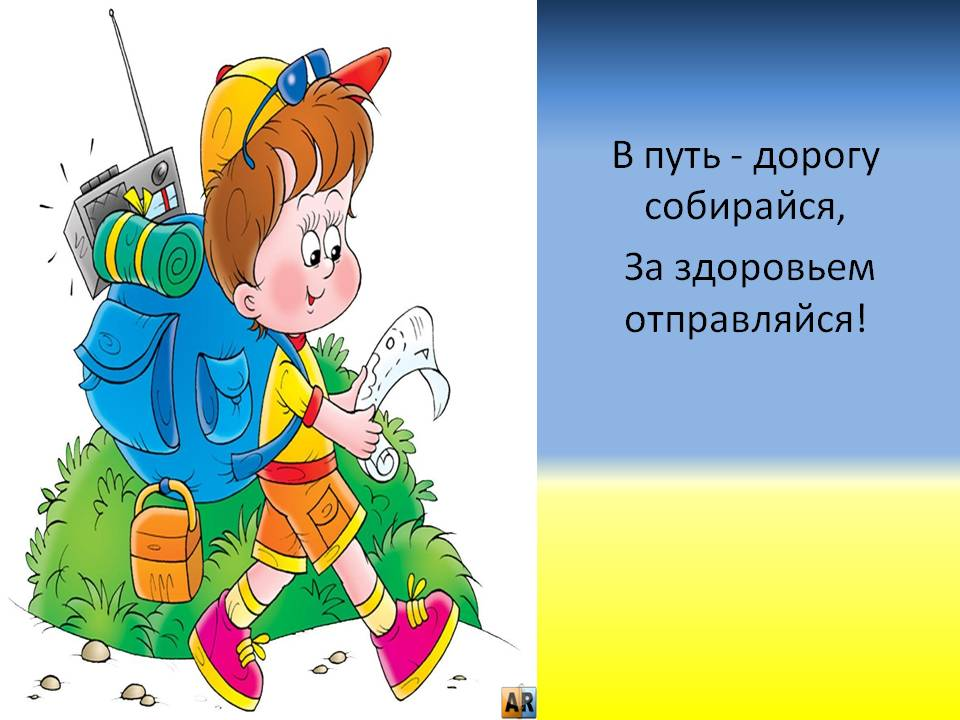 В путь - дорогу
собирайся,
За здоровьем
отправляйся!
AR